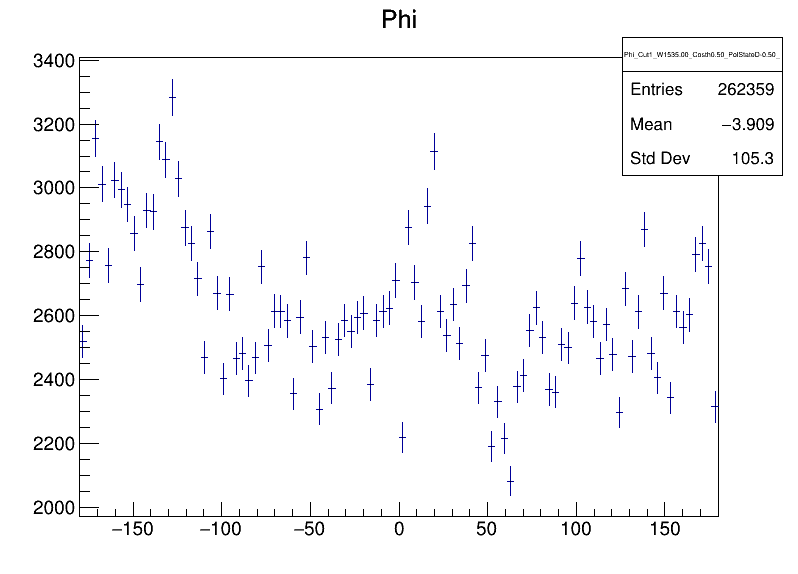 Phi
Phi_Cut1_W1535.00_Costh0.50_PolStateD-0.50_
Entries 262359
Mean −3.909
Std Dev 105.3
3400
3200
3000
2800
2600
2400
2200
2000
−150 −100 −50 0 50 100 150